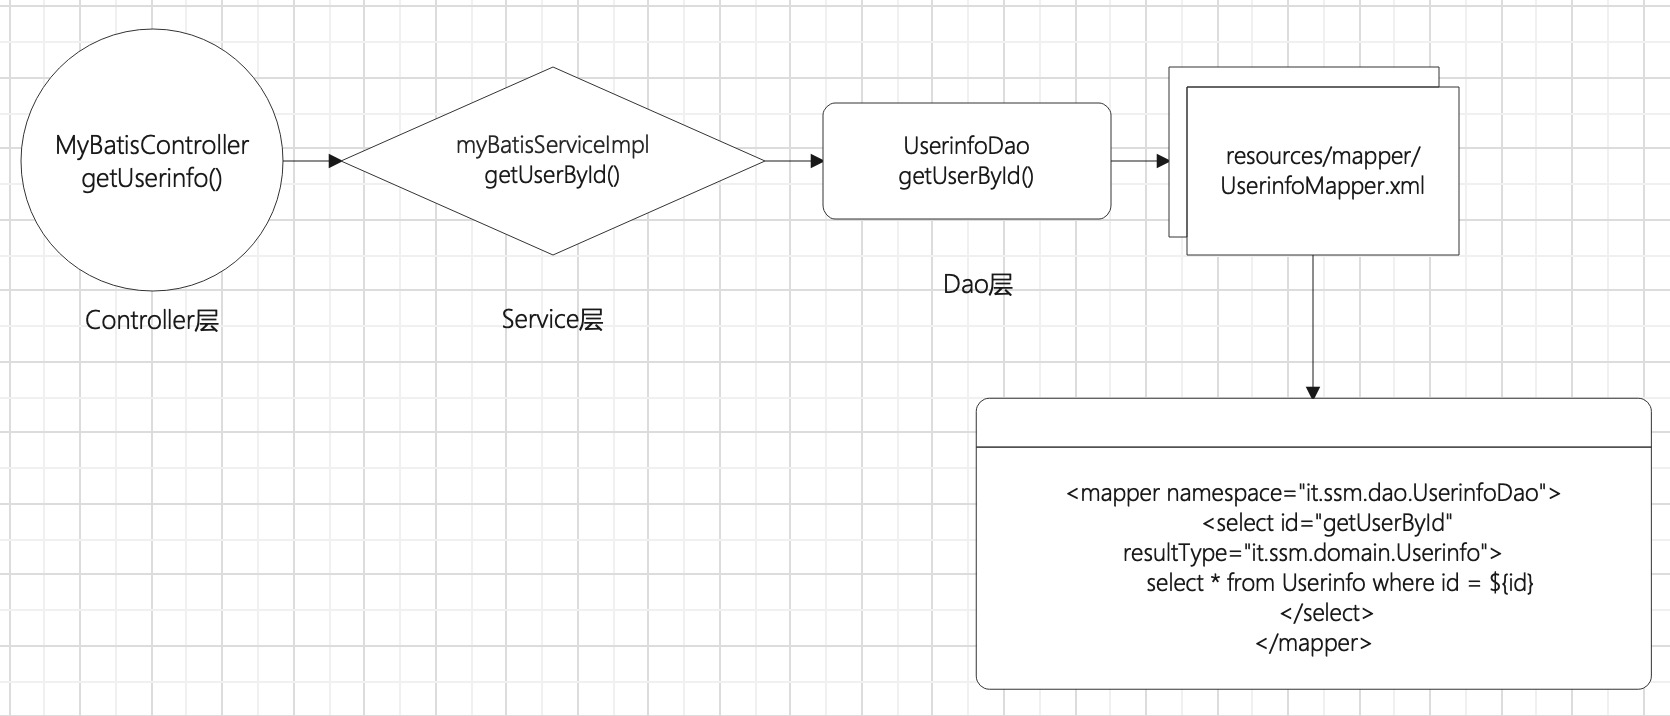 MyBatisController
getUserinfo()
Controller层
myBatisServiceImpl
getUserById()
Service层
UserinfoDao
getUserById()
Dao层
resources/mapper/
UserinfoMapper.xml
<mapper namespace="it.ssm.dao.UserinfoDao">
<select id="getUserById"
resultType="it.ssm.domain.Userinfo">
select * from Userinfo where id = ${id}
</select>
</mapper>